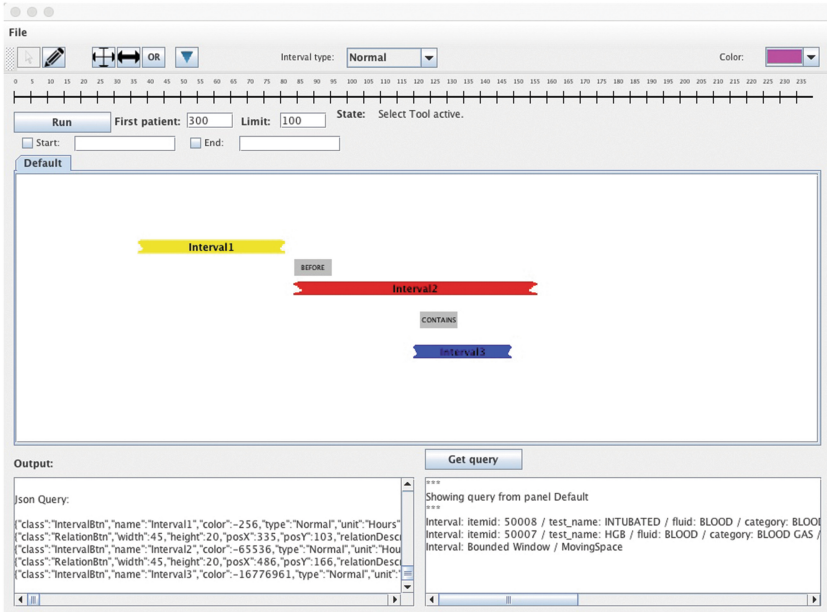 File
OR
Interval type:
Normal
Color:
0 5 10 15 20 25 30 35 40 45 50 55 60 65 70 75 80 85 90 95 100 105 110 115 120 125 130 135 140 145 150 155 160 165 170 175 180 185 190 195 200 205 210 215 220 225 230 235
Run
First patient:
300
Limit:
100
State:
Select Tool active.
Start:
End:
Default
Interval1
BEFORE
Interval2
CONTAINS
Interval3
Output:
Get query
Json Query:
{"class":"IntervalBtn","name":"Interval1","color":-256,"type":"Normal","unit":"Hours"
{"class":"RelationBtn","width":45,"height":20,"posX":335,"posY":103,"relationDescr
{"class":"IntervalBtn","name":"Interval2","color":-65536,"type":"Normal","unit":"Hou
{"class":"RelationBtn","width":45,"height":20,"posX":486,"posY":166,"relationDescr
{"class":"IntervalBtn","name":"Interval3","color":-16776961,"type":"Normal","unit":"
***
Showing query from panel Default
***
Interval: itemid: 50008 / test_name: INTUBATED / fluid: BLOOD / category: BLOOD
Interval: itemid: 50007 / test_name: HGB / fluid: BLOOD / category: BLOOD GAS /
Interval: Bounded Window / MovingSpace